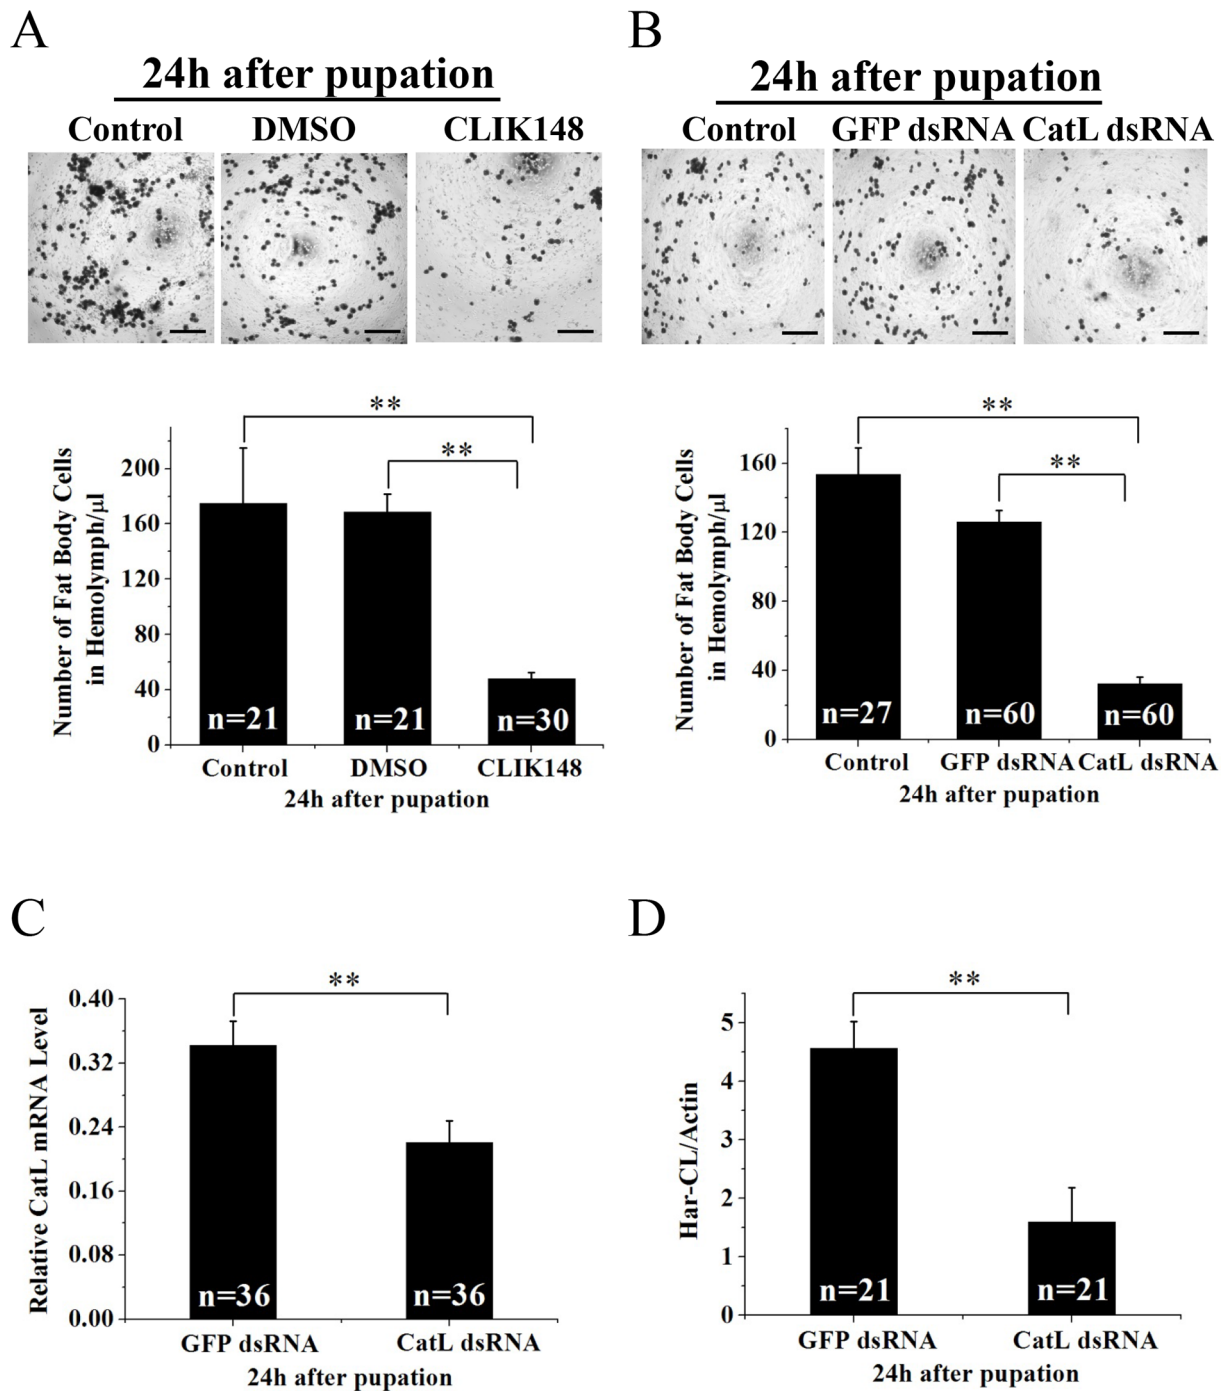 A
24h after pupation
Control DMSO CLIK148
200
160
120
80
40
0
Number of Fat Body Cells
in Hemolymph/μl
**
**
n=21 n=21 n=30
Control DMSO CLIK148
24h after pupation
B
24h after pupation
Control GFP dsRNA CatL dsRNA
160
120
80
40
0
Number of Fat Body Cells
in Hemolymph/μl
**
**
n=27 n=60 n=60
Control GFP dsRNA CatL dsRNA
24h after pupation
C
0.40
0.32
0.24
0.16
0.08
0.00
Relative CatL mRNA Level
**
n=36 n=36
GFP dsRNA CatL dsRNA
24h after pupation
D
5
4
3
2
1
0
Har-CL/Actin
**
n=21 n=21
GFP dsRNA CatL dsRNA
24h after pupation